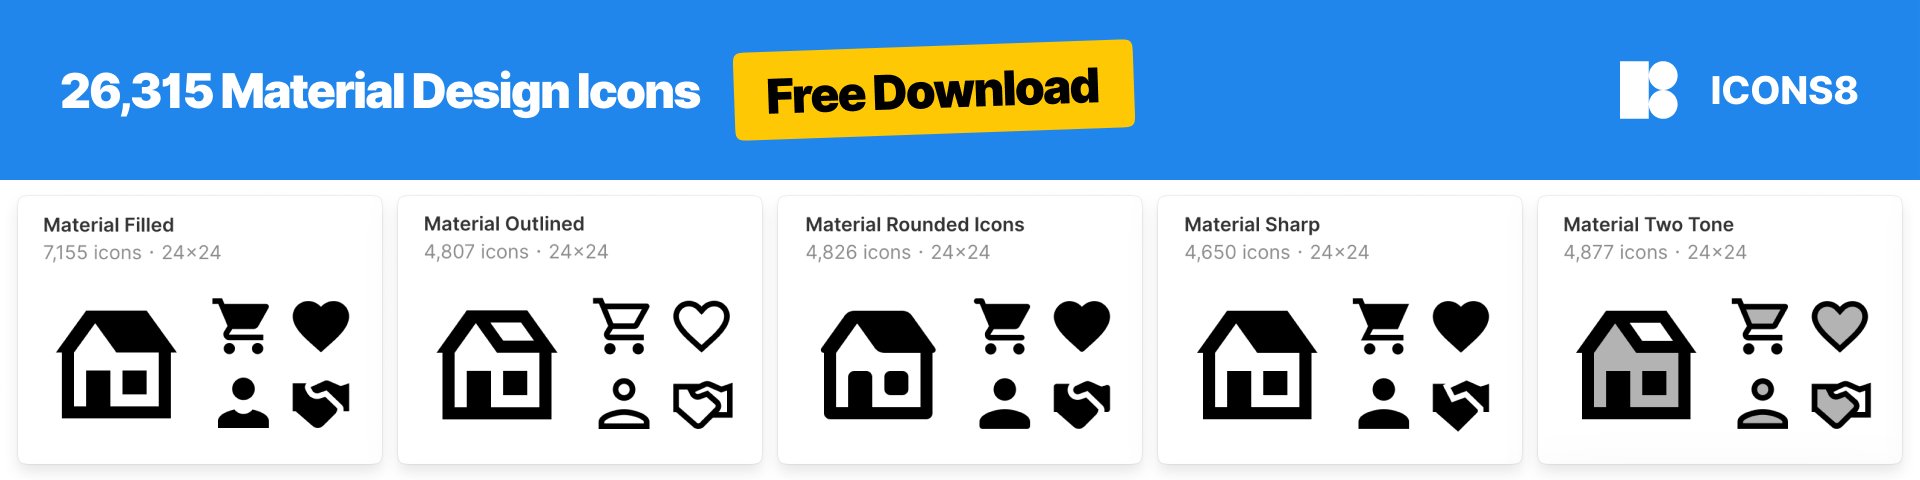 26,315 Material Design Icons
Free Download
ICONS8
Material Filled
7,155 icons · 24×24
Material Outlined
4,807 icons · 24×24
Material Rounded Icons
4,826 icons · 24×24
Material Sharp
4,650 icons · 24×24
Material Two Tone
4,877 icons · 24×24